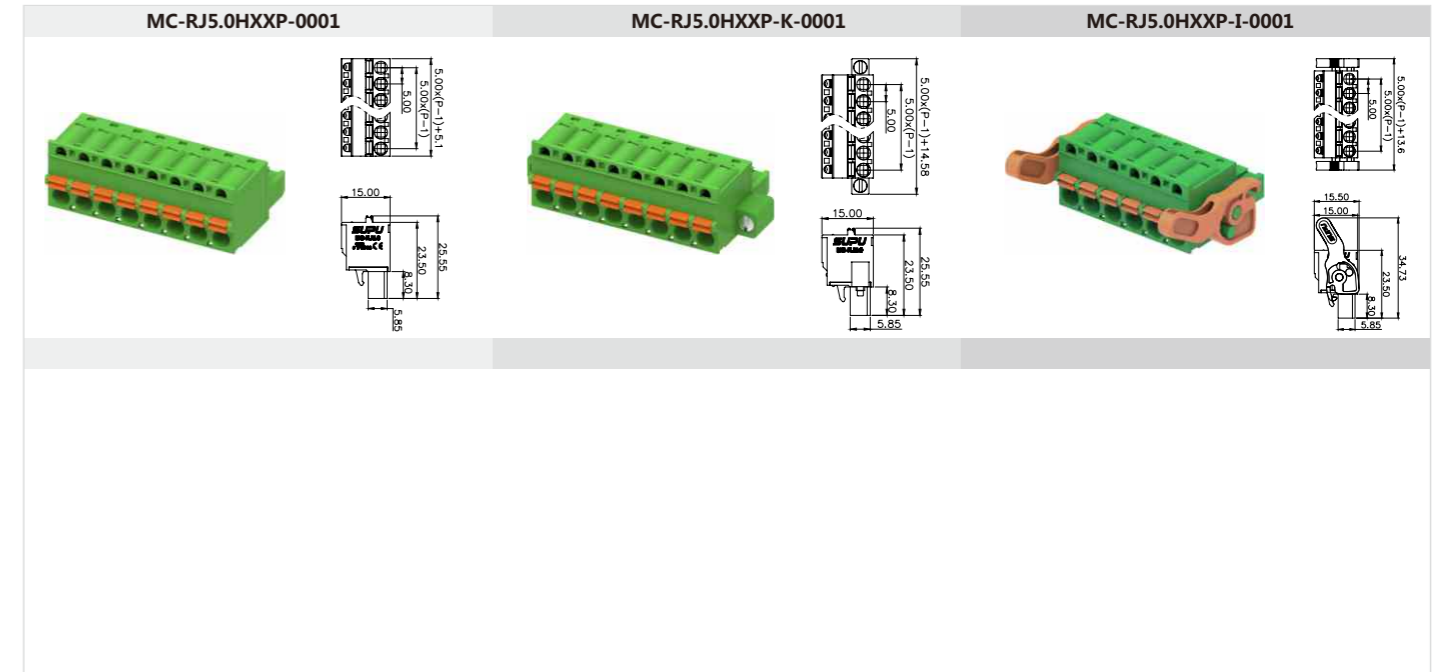 MC-RJ5.0HXXP-0001
5.00
5.00x(P-1)
5.00x(P-1)+5.1
15.00
SUPU
8.30
23.50
25.55
5.85
MC-RJ5.0HXXP-K-0001
5.00
5.00x(P-1)
5.00x(P-1)+14.58
15.00
SUPU
8.30
23.50
25.55
5.85
MC-RJ5.0HXXP-I-0001
5.00
5.00x(P-1)
5.00x(P-1)+13.6
15.50
15.00
SUPU
8.30
23.50
34.73
5.85